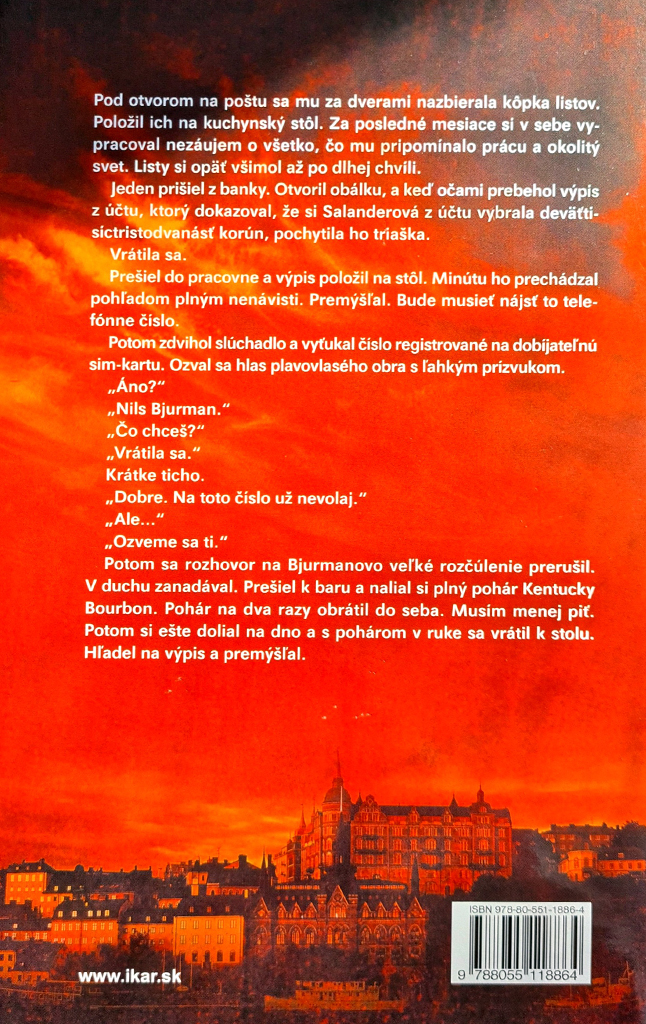 Pod otvorom na poštu sa mu za dverami nazbierala kôpka listov.
Položil ich na kuchynský stôl. Za posledné mesiace si v sebe vy-
pracoval nezáujem o všetko, čo mu pripomínalo prácu a okolitý
svet. Listy si opäť všimol až po dlhej chvíli.
Jeden prišiel z banky. Otvoril obálku, a keď očami prebehol výpis
z účtu, ktorý dokazoval, že si Salanderová z účtu vybrala deväťti-
síctristodvanásť korún, pochytila ho triaška.
Vrátila sa.
Prešiel do pracovne a výpis položil na stôl. Minútu ho prechádzal
pohľadom plným nenávisti. Premýšľal. Bude musieť nájsť to tele-
fónne číslo.
Potom zdvihol slúchadlo a vyťukal číslo registrované na dobíjateľnú
sim-kartu. Ozval sa hlas plavovlasého obra s ľahkým prízvukom.
„Áno?“
„Nils Bjurman.“
„Čo chceš?“
„Vrátila sa.“
Krátke ticho.
„Dobre. Na toto číslo už nevolaj.“
„Ale...“
„Ozveme sa ti.“
Potom sa rozhovor na Bjurmanovo veľké rozčúlenie prerušil.
V duchu zanadával. Prešiel k baru a nalial si plný pohár Kentucky
Bourbon. Pohár na dva razy obrátil do seba. Musím menej piť.
Potom si ešte dolial na dno a s pohárom v ruke sa vrátil k stolu.
Hľadel na výpis a premýšľal.
ISBN 978-80-551-1886-4
9 788055 118864
www.ikar.sk